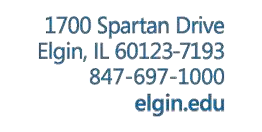 1700 Spartan Drive
Elgin, IL 60123-7193
847-697-1000
elgin.edu